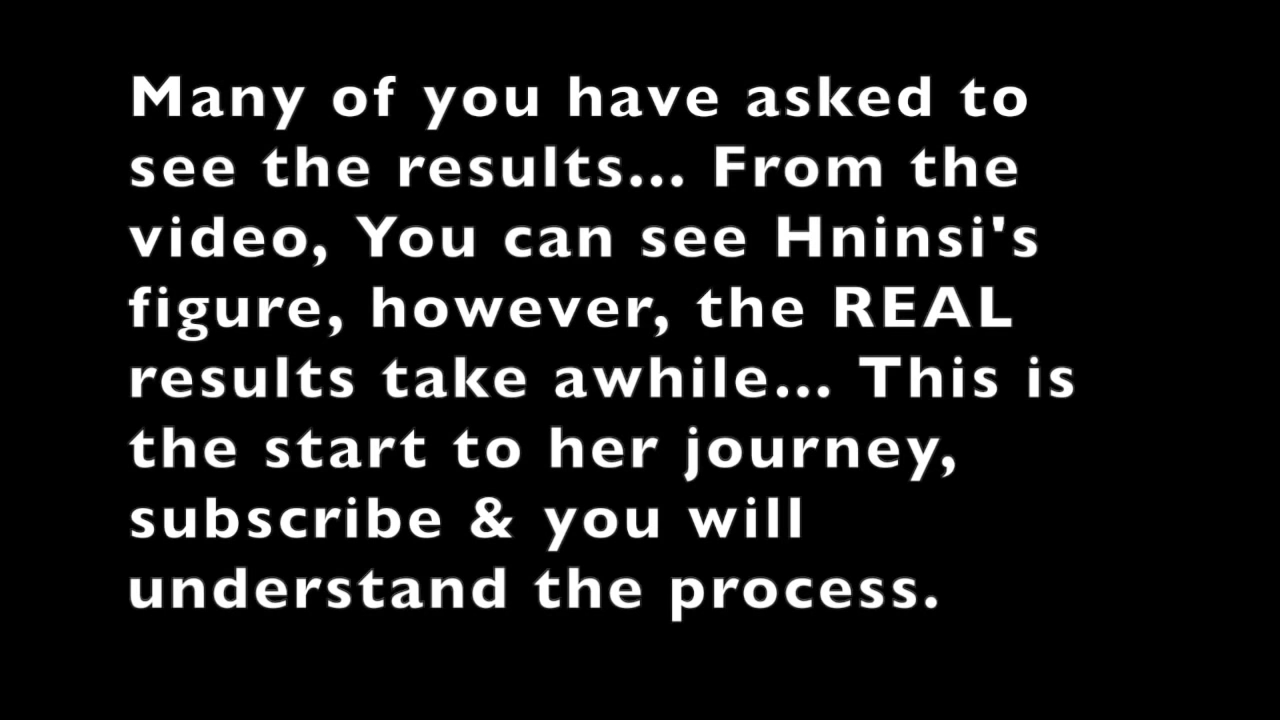 Many of you have asked to
see the results... From the
video, You can see Hninsi's
figure, however, the REAL
results take awhile... This is
the start to her journey,
subscribe & you will
understand the process.